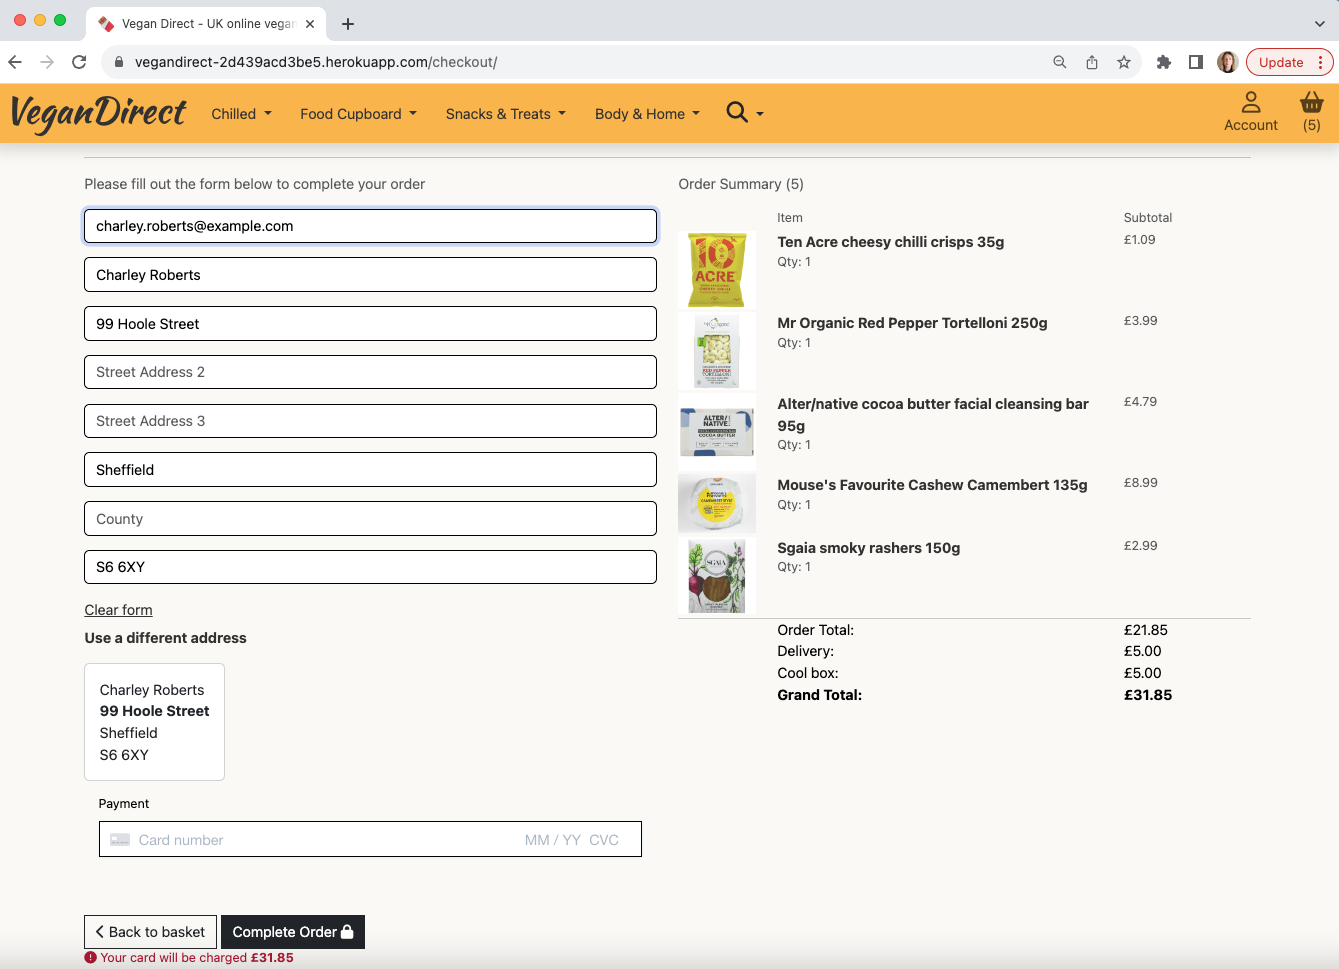 Vegan Direct - UK online vegan
vegandirect-2d439acd3be5.herokuapp.com/checkout/
Update
VeganDirect
Chilled
Food Cupboard
Snacks & Treats
Body & Home
Account
(5)
Please fill out the form below to complete your order
charley.roberts@example.com
Charley Roberts
99 Hoole Street
Street Address 2
Street Address 3
Sheffield
County
S6 6XY
Clear form
Use a different address
Charley Roberts
99 Hoole Street
Sheffield
S6 6XY
Payment
Card number MM / YY CVC
Back to basket
Complete Order
Your card will be charged £31.85
Order Summary (5)
Item Subtotal
10
ACRE
Ten Acre cheesy chilli crisps 35g £1.09
Qty: 1
Mr Organic Red Pepper Tortelloni 250g £3.99
Qty: 1
ALTER/
NATIVE
COCOA BUTTER
Alter/native cocoa butter facial cleansing bar £4.79
95g
Qty: 1
Mouse's Favourite Cashew Camembert 135g £8.99
Qty: 1
SGAIA
Sgaia smoky rashers 150g £2.99
Qty: 1
Order Total: £21.85
Delivery: £5.00
Cool box: £5.00
Grand Total: £31.85